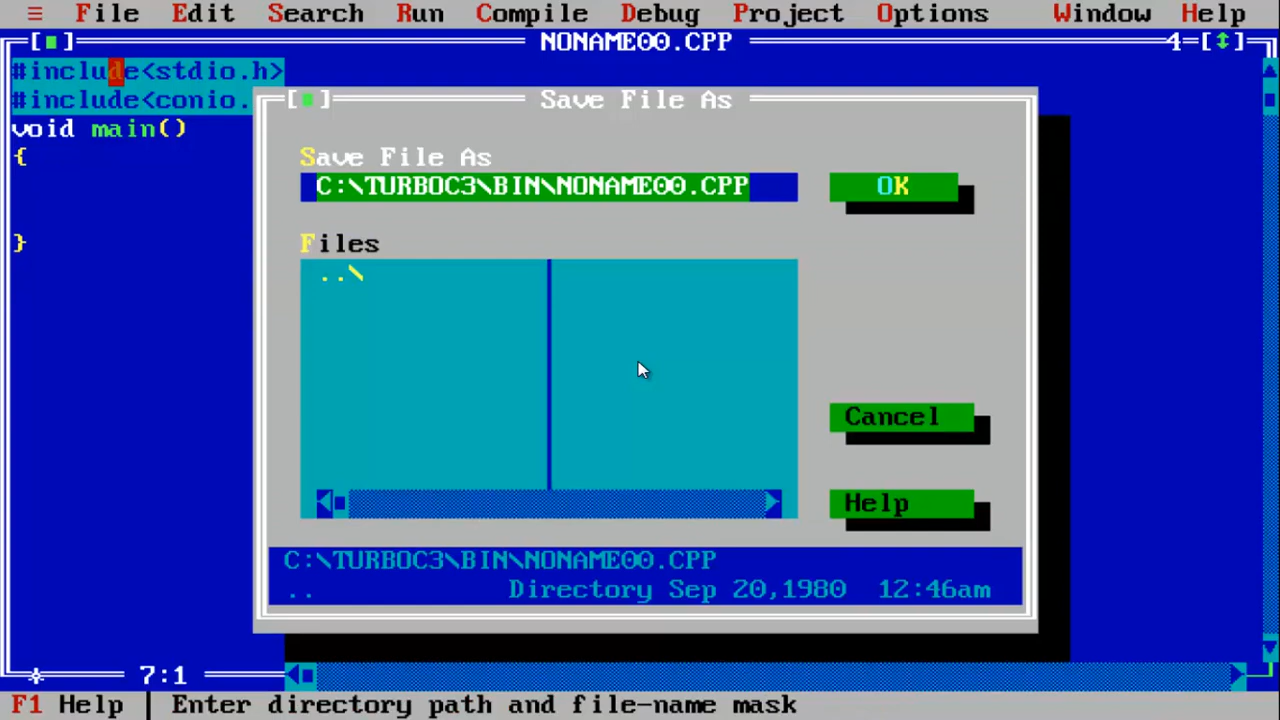 ≡ File Edit Search Run Compile Debug Project Options Window Help
[■] NONAME00.CPP 4=[↕]
#include<stdio.h>
#include<conio.
void main()
{
}
[■] Save File As
Save File As
C:\TURBOC3\BIN\NONAME00.CPP OK
Files
..\
Cancel
Help
C:\TURBOC3\BIN\NONAME00.CPP
.. Directory Sep 20,1980 12:46am
7:1
F1 Help │ Enter directory path and file-name mask